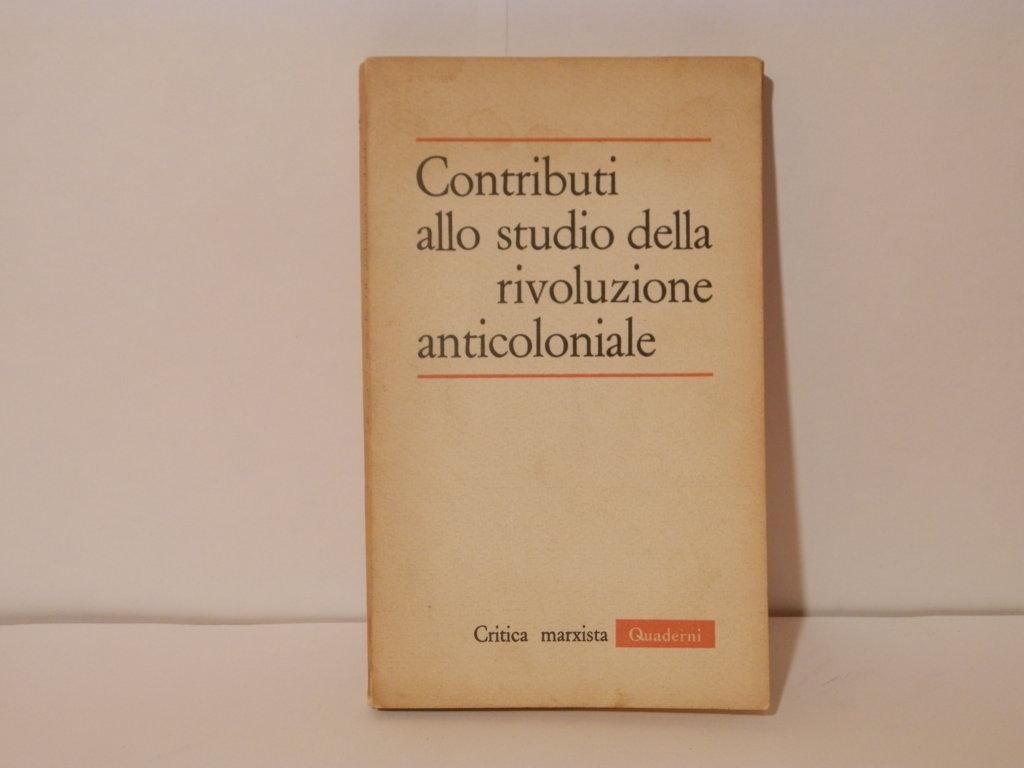 Contributi
allo studio della
rivoluzione
anticoloniale
Critica marxista Quaderni